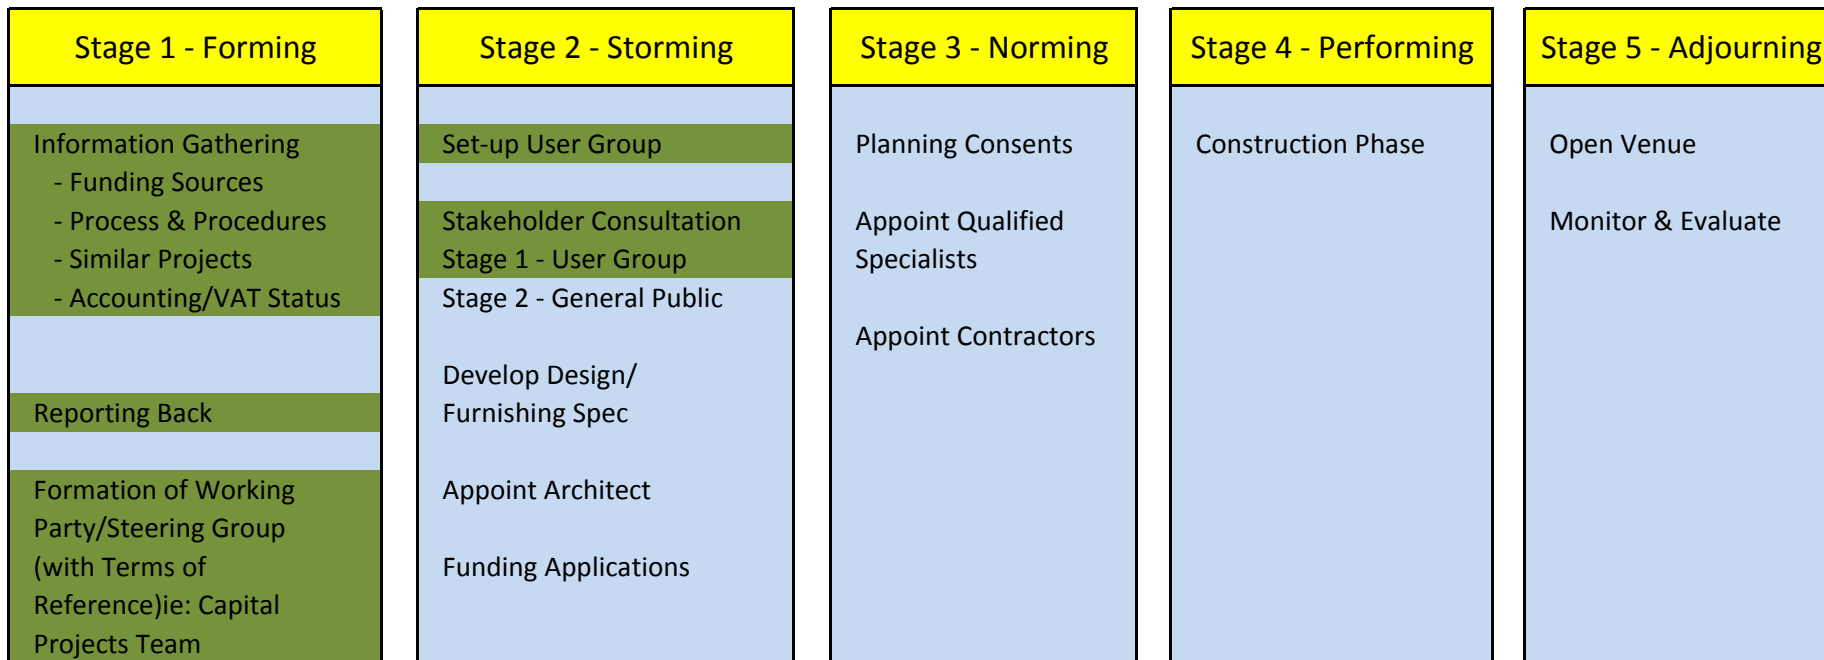 Stage 1 - Forming
Information Gathering
- Funding Sources
- Process & Procedures
- Similar Projects
- Accounting/VAT Status
Reporting Back
Formation of Working
Party/Steering Group
(with Terms of
Reference)ie: Capital
Projects Team
Stage 2 - Storming
Set-up User Group
Stakeholder Consultation
Stage 1 - User Group
Stage 2 - General Public
Develop Design/
Furnishing Spec
Appoint Architect
Funding Applications
Stage 3 - Norming
Planning Consents
Appoint Qualified
Specialists
Appoint Contractors
Stage 4 - Performing
Construction Phase
Stage 5 - Adjourning
Open Venue
Monitor & Evaluate